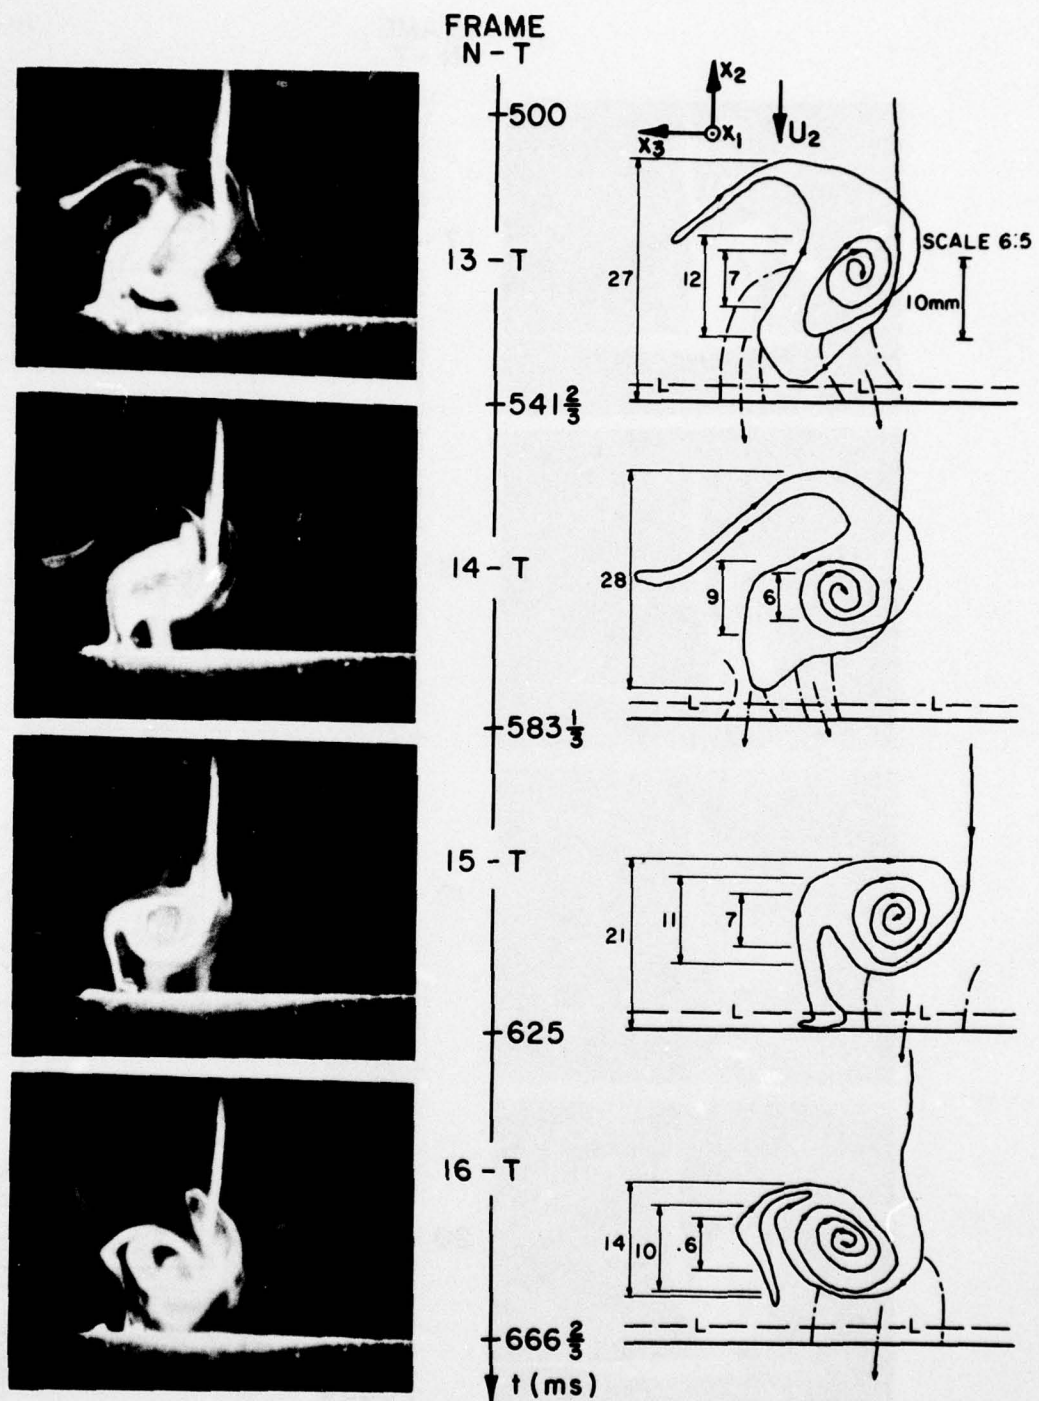 FRAME
N - T
500
13 - T
541 2/3
14 - T
583 1/3
15 - T
625
16 - T
666 2/3
t (ms)
X2
X3
X1
U2
SCALE 6:5
10mm
27
12
7
L
L
28
9
6
L
L
21
11
7
L
L
14
10
.6
L
L